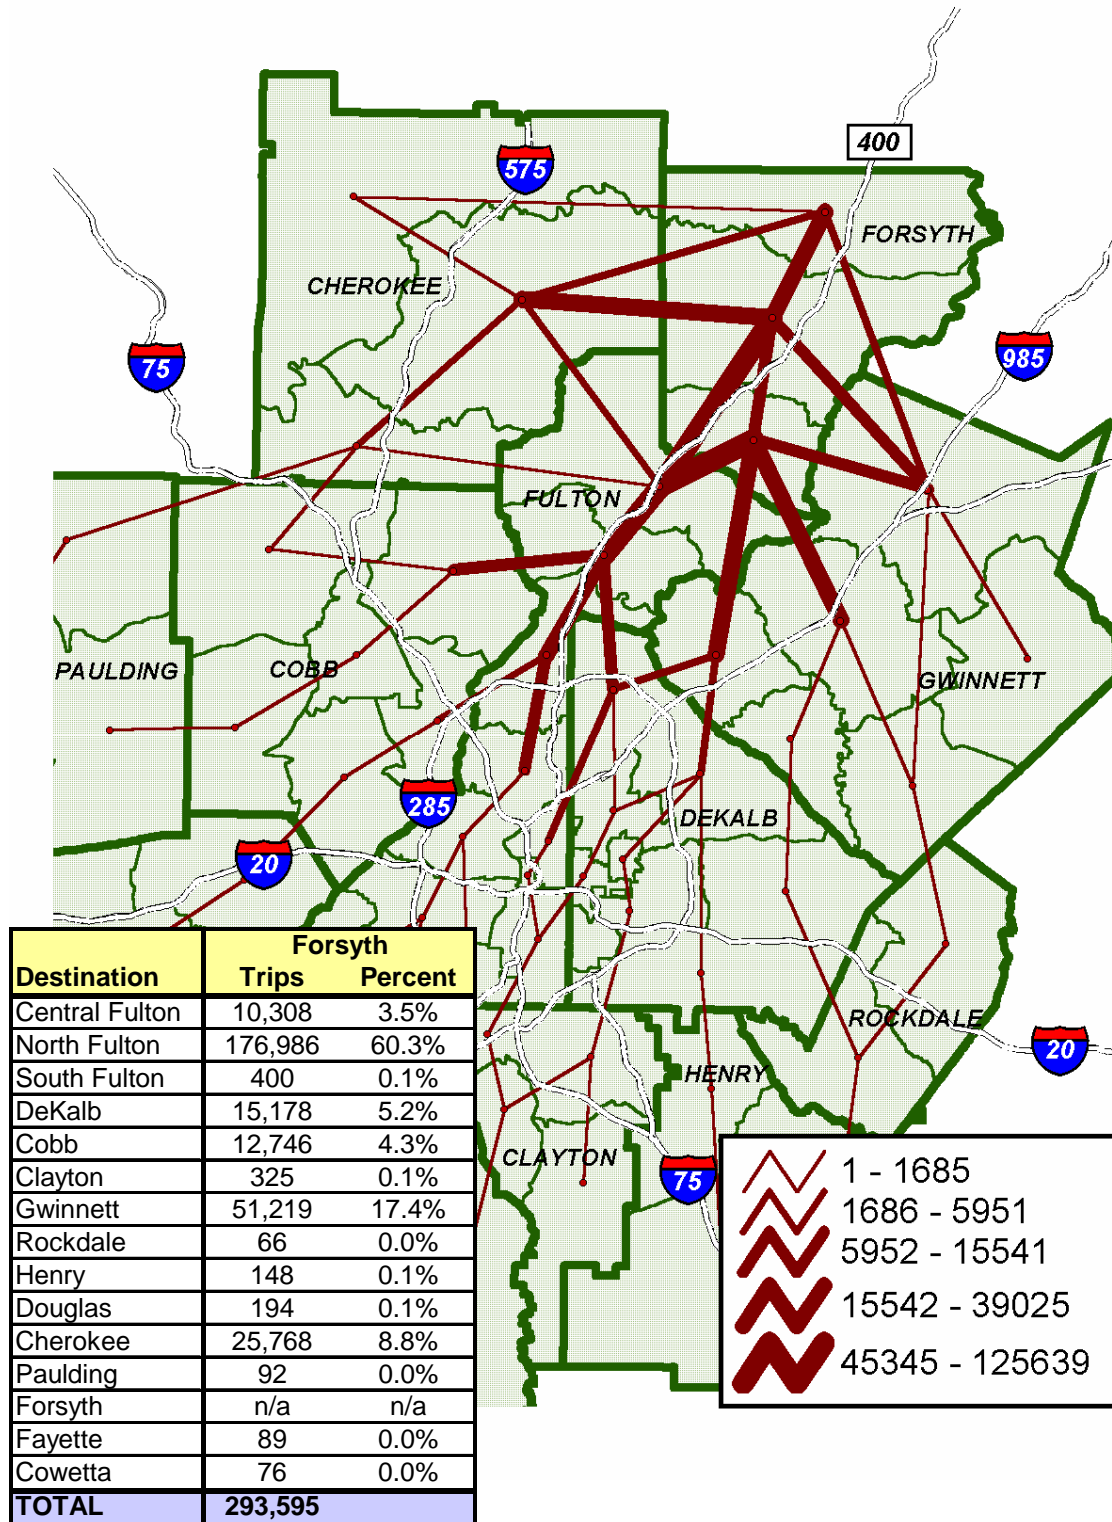 400
575
FORSYTH
CHEROKEE
75
985
FULTON
PAULDING
COBB
GWINNETT
285
DEKALB
20
ROCKDALE
20
HENRY
CLAYTON
75
Forsyth
Destination Trips Percent
Central Fulton 10,308 3.5%
North Fulton 176,986 60.3%
South Fulton 400 0.1%
DeKalb 15,178 5.2%
Cobb 12,746 4.3%
Clayton 325 0.1%
Gwinnett 51,219 17.4%
Rockdale 66 0.0%
Henry 148 0.1%
Douglas 194 0.1%
Cherokee 25,768 8.8%
Paulding 92 0.0%
Forsyth n/a n/a
Fayette 89 0.0%
Cowetta 76 0.0%
TOTAL 293,595
1 - 1685
1686 - 5951
5952 - 15541
15542 - 39025
45345 - 125639